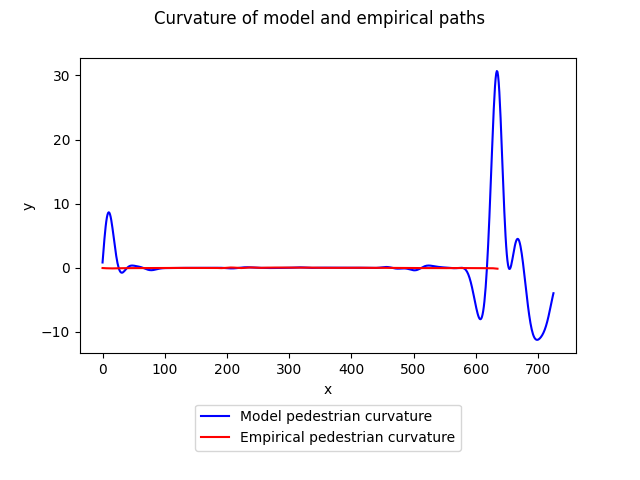 Curvature of model and empirical paths
30
20
10
0
−10
y
0 100 200 300 400 500 600 700
x
Model pedestrian curvature
Empirical pedestrian curvature